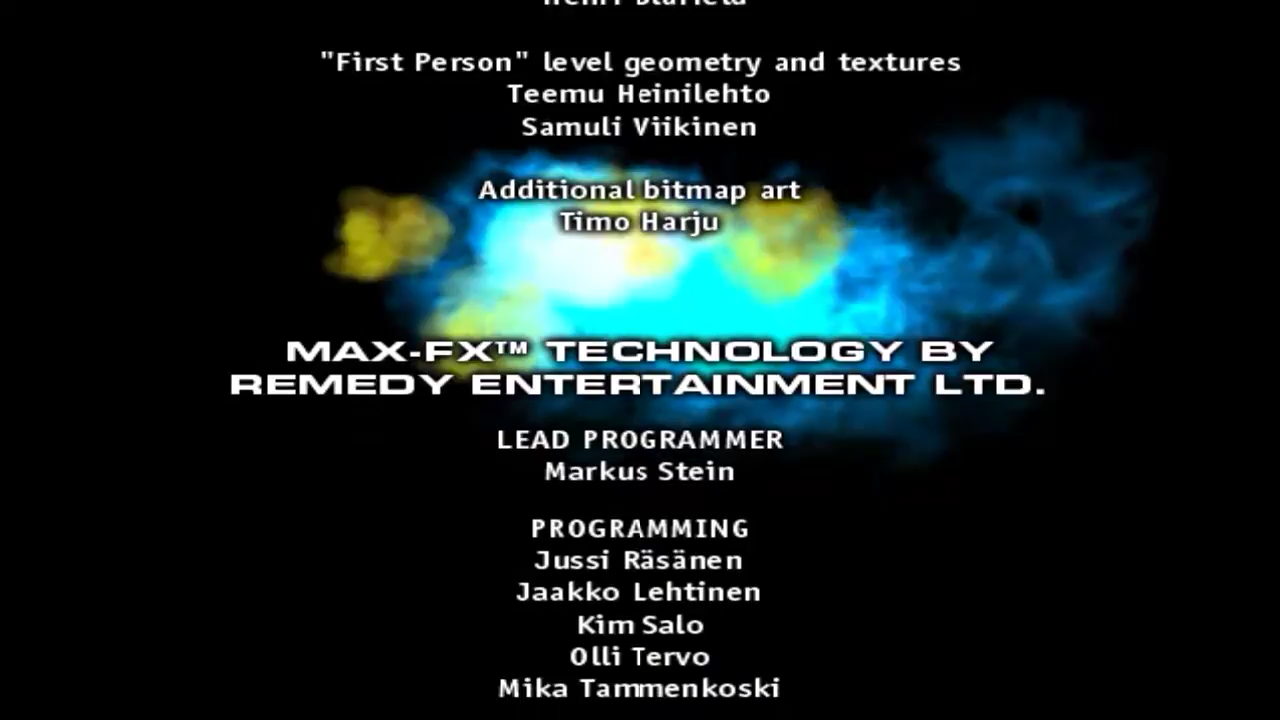 "First Person" level geometry and textures
Teemu Heinilehto
Samuli Viikinen
Additional bitmap art
Timo Harju
MAX-FX™ TECHNOLOGY BY
REMEDY ENTERTAINMENT LTD.
LEAD PROGRAMMER
Markus Stein
PROGRAMMING
Jussi Räsänen
Jaakko Lehtinen
Kim Salo
Olli Tervo
Mika Tammenkoski